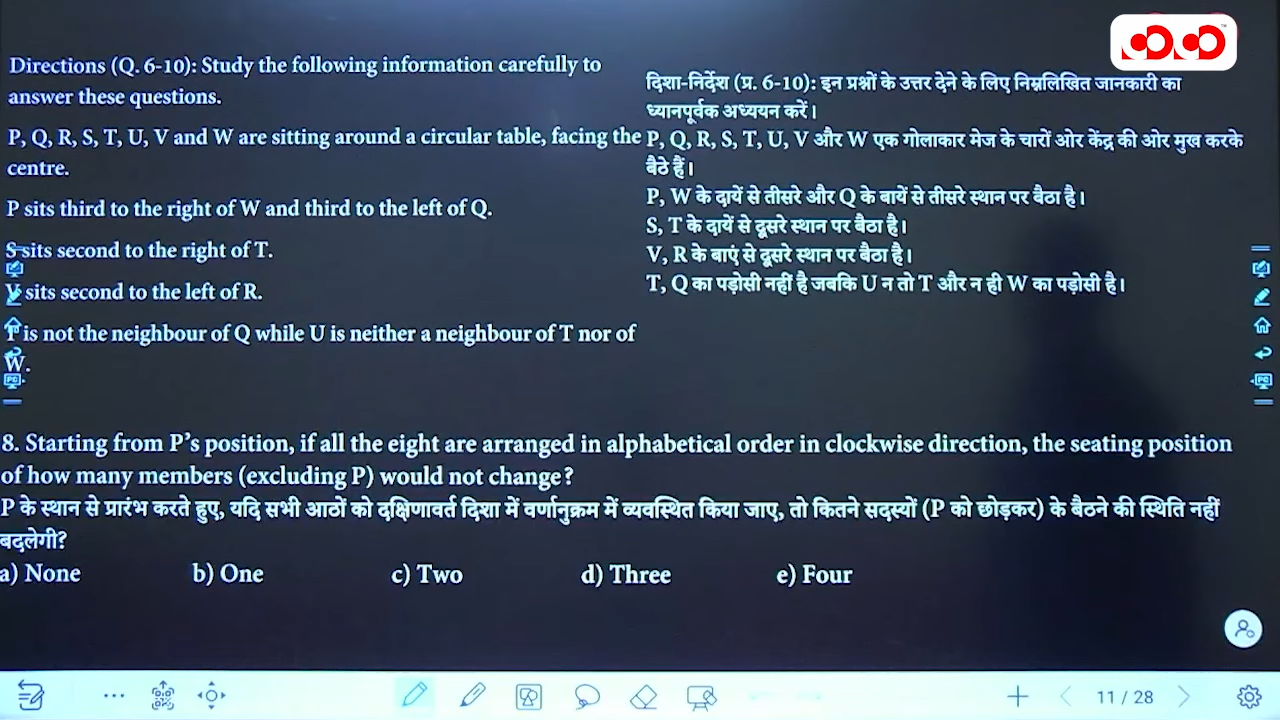 Directions (Q. 6-10): Study the following information carefully to
answer these questions.
P, Q, R, S, T, U, V and W are sitting around a circular table, facing the
centre.
P sits third to the right of W and third to the left of Q.
S sits second to the right of T.
V sits second to the left of R.
T is not the neighbour of Q while U is neither a neighbour of T nor of
W.
दिशा-निर्देश (प्र. 6-10): इन प्रश्नों के उत्तर देने के लिए निम्नलिखित जानकारी का
ध्यानपूर्वक अध्ययन करें।
P, Q, R, S, T, U, V और W एक गोलाकार मेज के चारों ओर केंद्र की ओर मुख करके
बैठे हैं।
P, W के दायें से तीसरे और Q के बायें से तीसरे स्थान पर बैठा है।
S, T के दायें से दूसरे स्थान पर बैठा है।
V, R के बाएं से दूसरे स्थान पर बैठा है।
T, Q का पड़ोसी नहीं है जबकि U न तो T और न ही W का पड़ोसी है।
8. Starting from P’s position, if all the eight are arranged in alphabetical order in clockwise direction, the seating position
of how many members (excluding P) would not change?
P के स्थान से प्रारंभ करते हुए, यदि सभी आठों को दक्षिणावर्त दिशा में वर्णानुक्रम में व्यवस्थित किया जाए, तो कितने सदस्यों (P को छोड़कर) के बैठने की स्थिति नहीं
बदलेगी?
a) None b) One c) Two d) Three e) Four
11 / 28